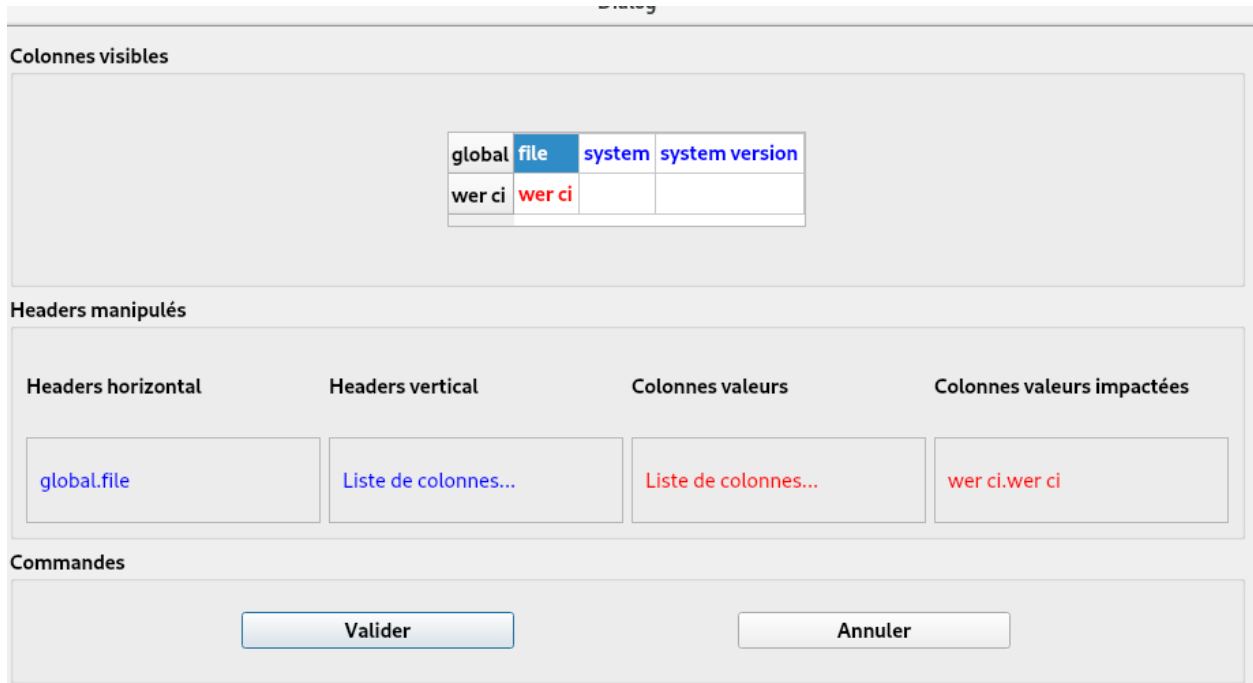 Dialog
Colonnes visibles
global file system system version
wer ci wer ci
Headers manipulés
Headers horizontal Headers vertical Colonnes valeurs Colonnes valeurs impactées
global.file Liste de colonnes... Liste de colonnes... wer ci.wer ci
Commandes
Valider Annuler